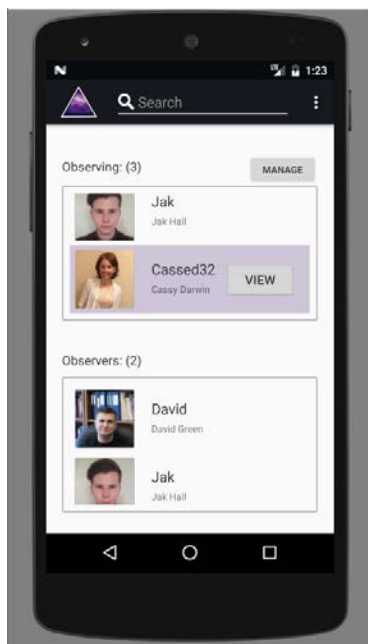 N
LTE 1:23
Search
Observing: (3)
MANAGE
Jak
Jak Hall
Cassed32
Cassy Darwin
VIEW
Observers: (2)
David
David Green
Jak
Jak Hall